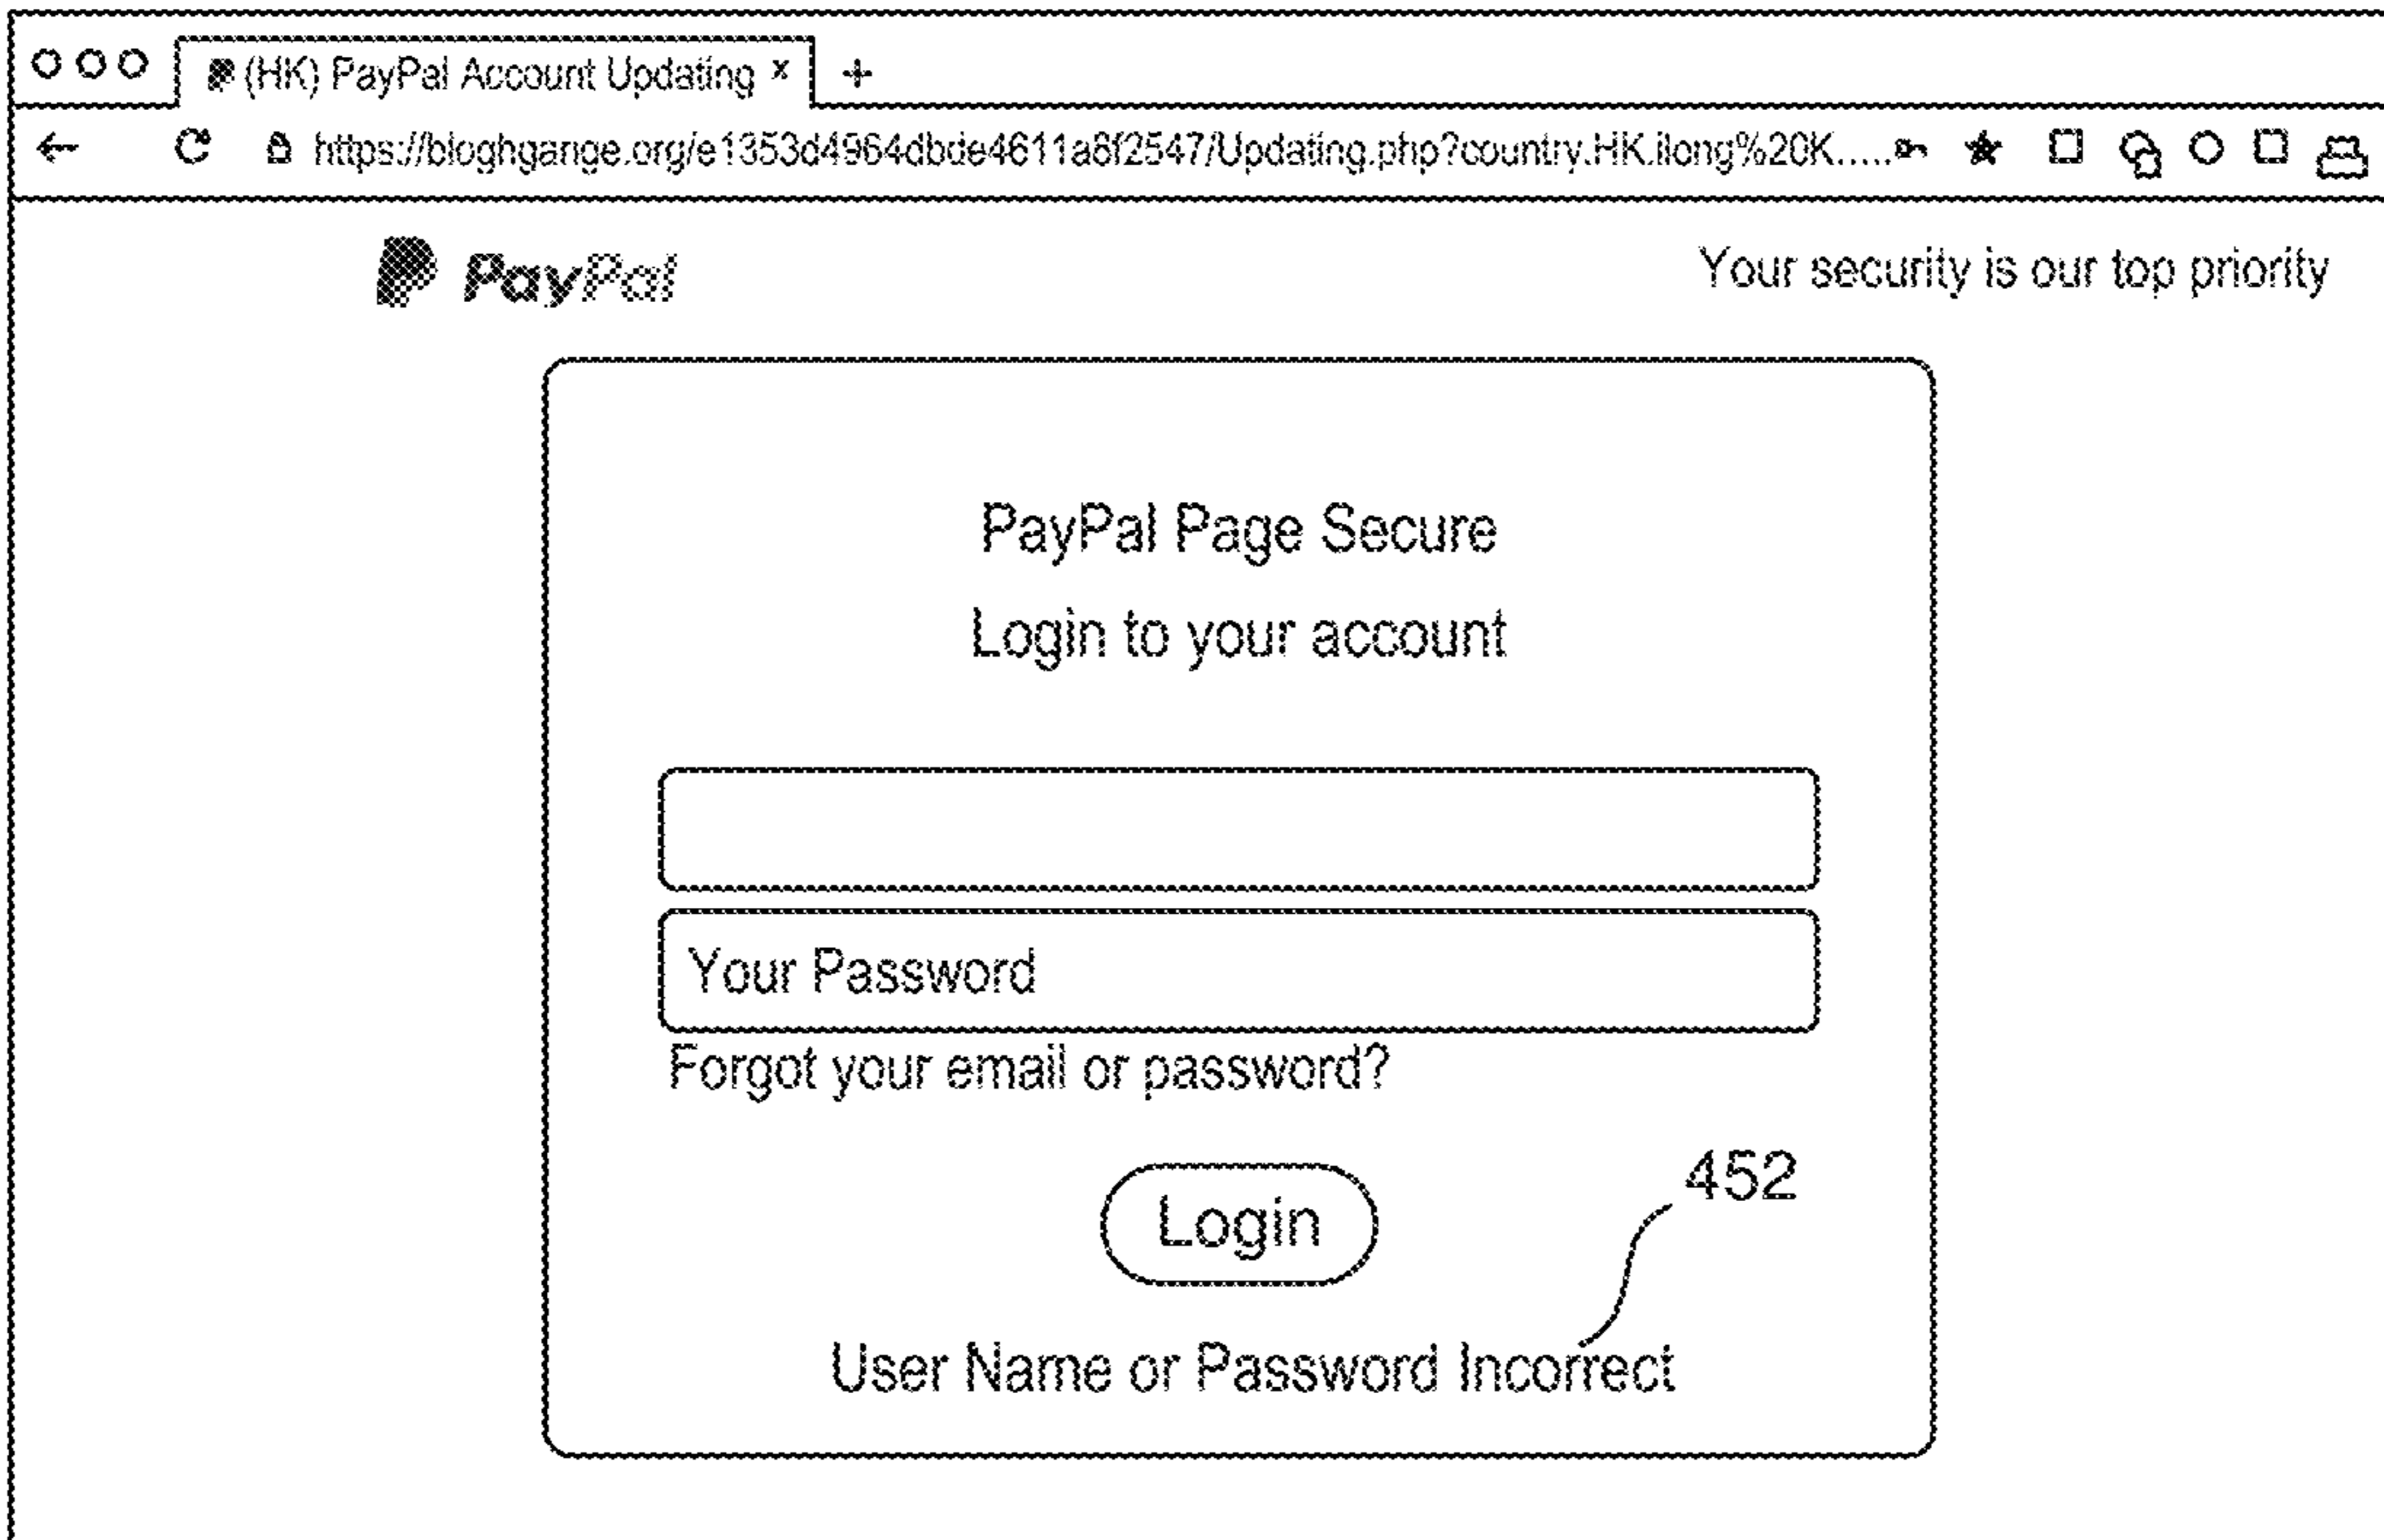 (HK) PayPal Account Updating x +
https://bloghgange.org/e1353d4964dbde4611a8f2547/Updating.php?country.HK.ilong%20K.....
PayPal
Your security is our top priority
PayPal Page Secure
Login to your account
Your Password
Forgot your email or password?
452
Login
User Name or Password Incorrect